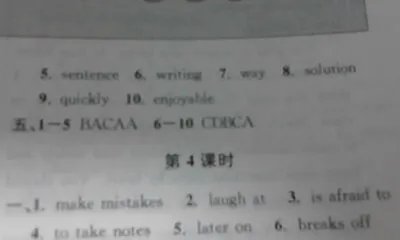 5. sentence 6. writing 7. way 8. solution
9. quickly 10. enjoyable
五、1—5 BACAA 6—10 CDBCA
第 4 课时
一、1. make mistakes 2. laugh at 3. is afraid to
4. to take notes 5. later on 6. breaks off